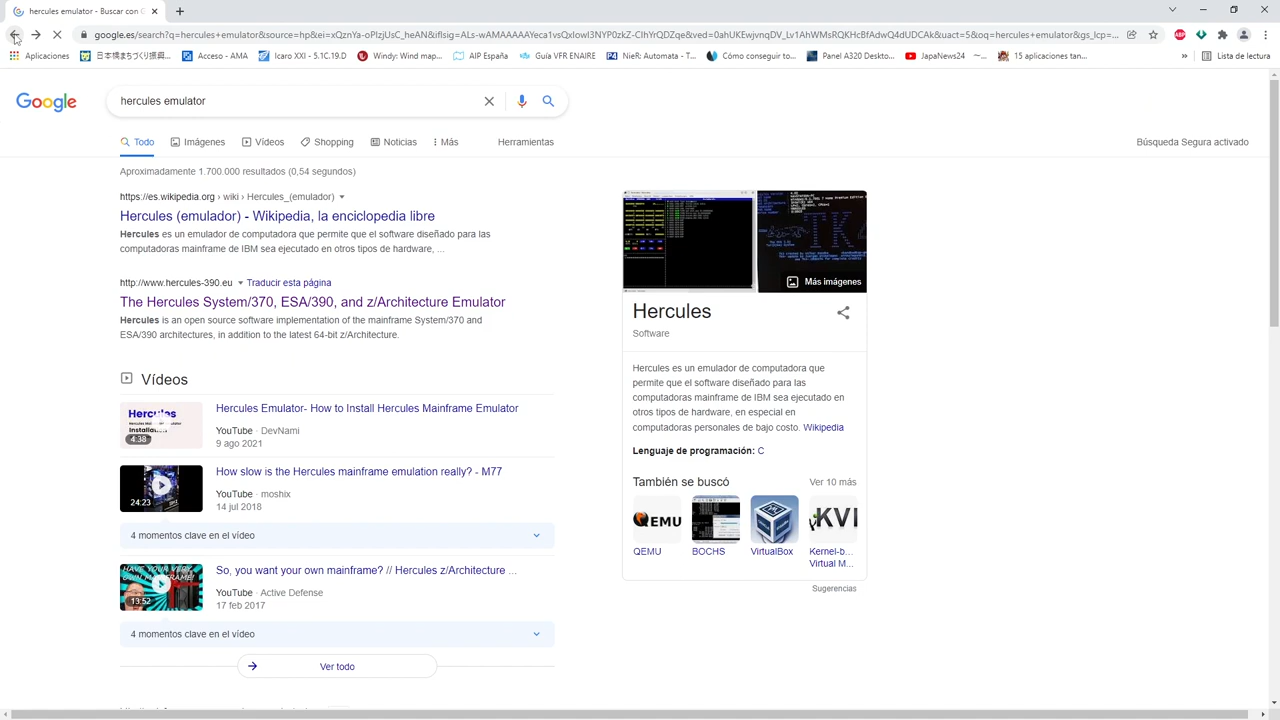 hercules emulator - Buscar con G
google.es/search?q=hercules+emulator&source=hp&ei=xQznYa-oPIzjUsC_heAN&iflsig=ALs-wAMAAAAAYeca1vsQxlowI3NYP0zkZ-CIhYrQDZqe&ved=0ahUKEwjvnqDV_Lv1AhWMsRQKHcBfAdwQ4dUDCAk&uact=5&oq=hercules+emulator&gs_lcp=...
Aplicaciones
日本橋まちづくり振興...
Acceso - AMA
Icaro XXI - 5.1C.19.D
Windy: Wind map...
AIP España
Guía VFR ENAIRE
NieR: Automata - T...
Cómo conseguir to...
Panel A320 Deskto...
JapaNews24 ~...
15 aplicaciones tan...
»
Lista de lectura
Google
hercules emulator
Todo
Imágenes
Vídeos
Shopping
Noticias
Más
Herramientas
Búsqueda Segura activado
Aproximadamente 1.700.000 resultados (0,54 segundos)
https://es.wikipedia.org › wiki › Hercules_(emulador)
Hercules (emulador) - Wikipedia, la enciclopedia libre
Hercules es un emulador de computadora que permite que el software diseñado para las
computadoras mainframe de IBM sea ejecutado en otros tipos de hardware, ...
http://www.hercules-390.eu Traducir esta página
The Hercules System/370, ESA/390, and z/Architecture Emulator
Hercules is an open source software implementation of the mainframe System/370 and
ESA/390 architectures, in addition to the latest 64-bit z/Architecture.
Vídeos
Hercules
Hercules Mainframe Emulator
Installation
4:38
Hercules Emulator- How to Install Hercules Mainframe Emulator
YouTube · DevNami
9 ago 2021
24:23
How slow is the Hercules mainframe emulation really? - M77
YouTube · moshix
14 jul 2018
4 momentos clave en el vídeo
HAVE YOUR VERY
OWN MAINFRAME!
13:52
So, you want your own mainframe? // Hercules z/Architecture ...
YouTube · Active Defense
17 feb 2017
4 momentos clave en el vídeo
Ver todo
Más imágenes
Hercules
Software
Hercules es un emulador de computadora que
permite que el software diseñado para las
computadoras mainframe de IBM sea ejecutado en
otros tipos de hardware, en especial en
computadoras personales de bajo costo. Wikipedia
Lenguaje de programación: C
También se buscó
Ver 10 más
QEMU
KVI
QEMU
BOCHS
VirtualBox
Kernel-b...
Virtual M...
Sugerencias